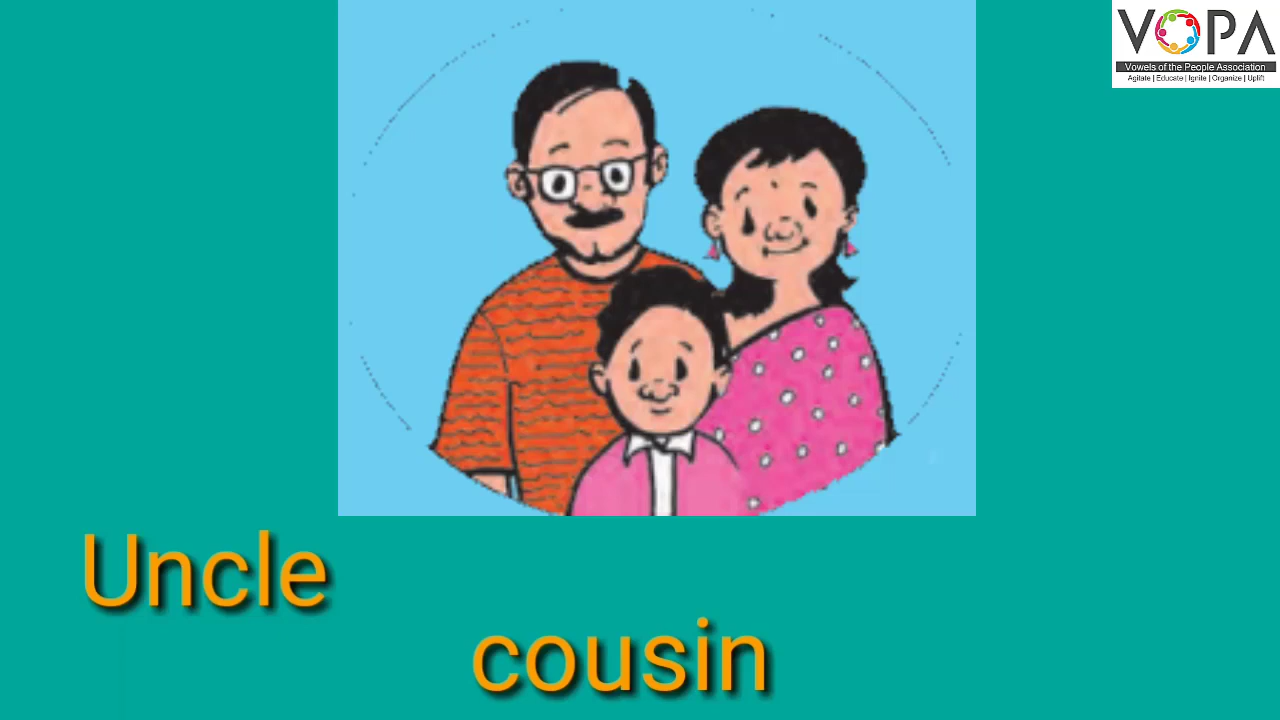 VOPA
Vowels of the People Association
Agitate | Educate | Ignite | Organize | Uplift
Uncle
cousin